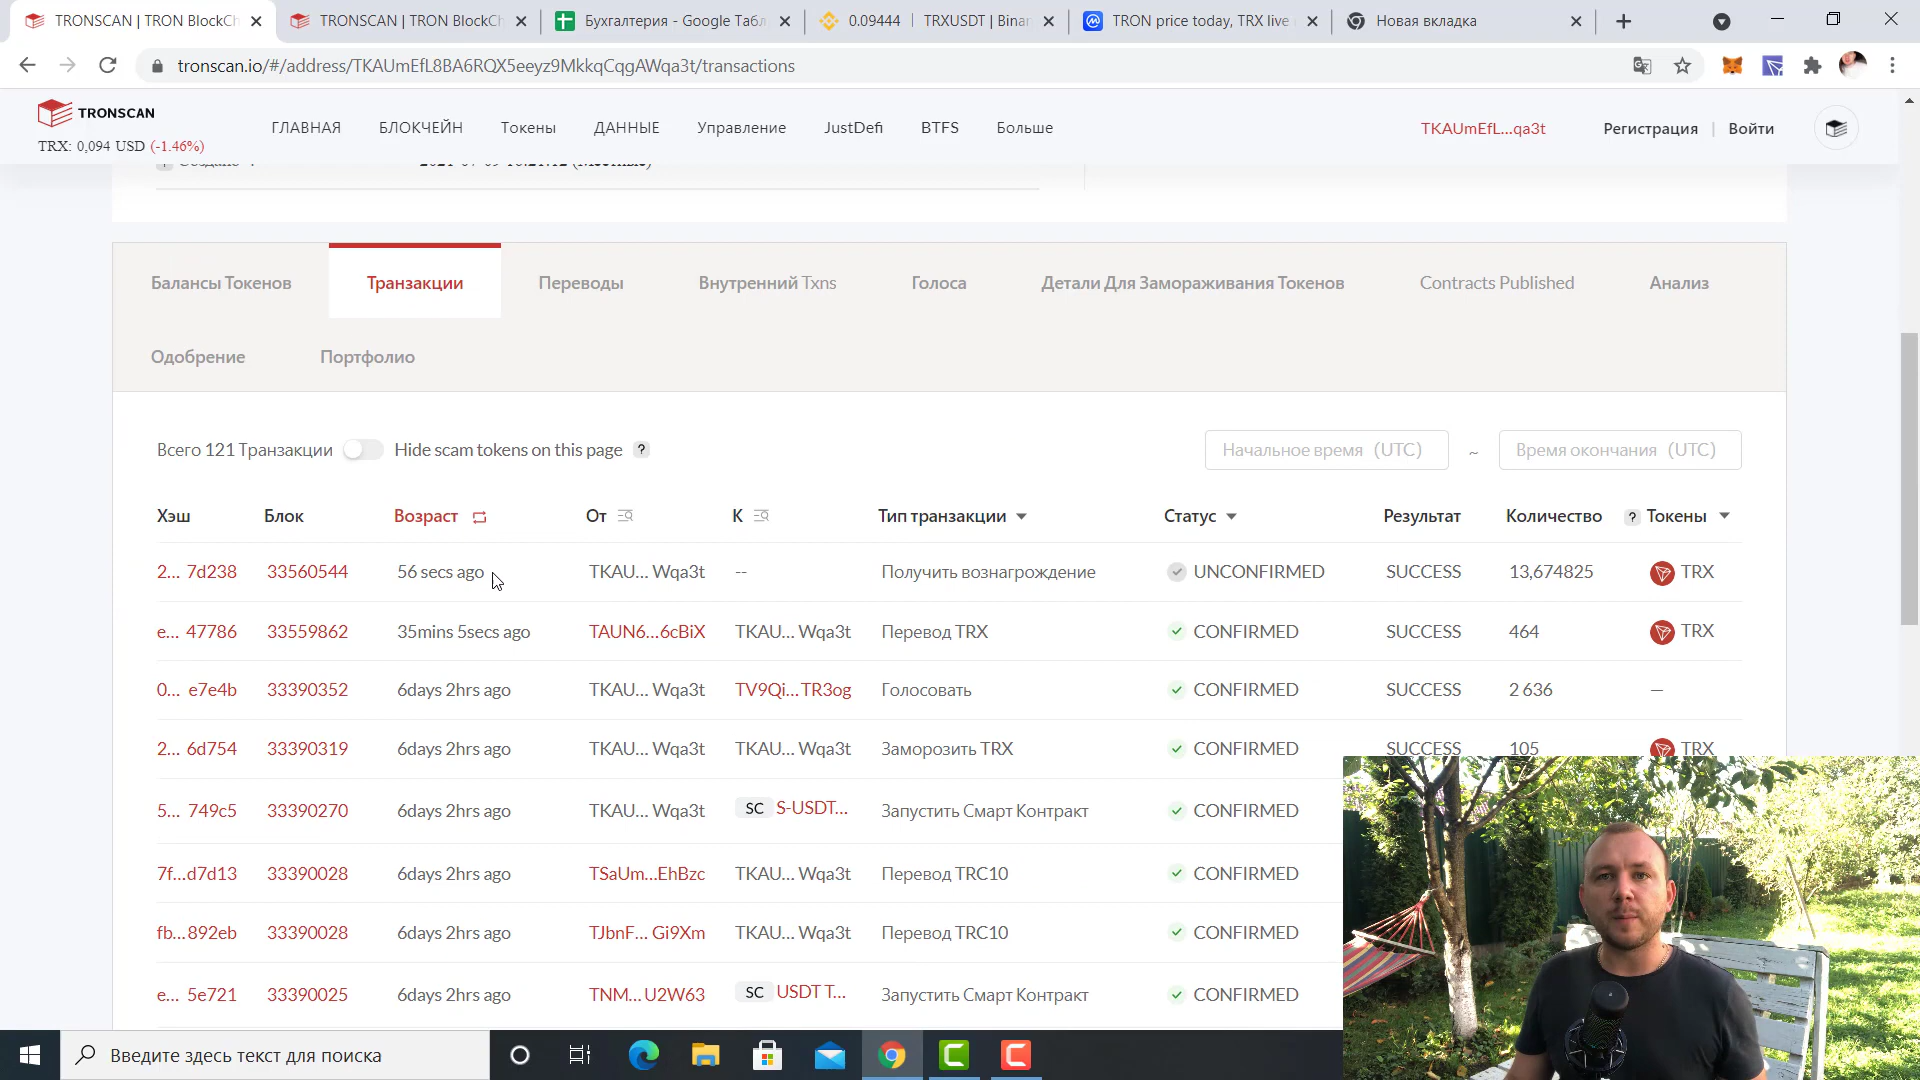 TRONSCAN | TRON BlockCh
TRONSCAN | TRON BlockCh
Бухгалтерия - Google Табл
0.09444 | TRXUSDT | Binan
TRON price today, TRX live
Новая вкладка
tronscan.io/#/address/TKAUmEfL8BA6RQX5eeyz9MkkqCqgAWqa3t/transactions
TRONSCAN
TRX: 0,094 USD (-1.46%)
ГЛАВНАЯ
БЛОКЧЕЙН
Токены
ДАННЫЕ
Управление
JustDefi
BTFS
Больше
TKAUmEfL...qa3t
Регистрация | Войти
Балансы Токенов
Транзакции
Переводы
Внутренний Txns
Голоса
Детали Для Замораживания Токенов
Contracts Published
Анализ
Одобрение
Портфолио
Всего 121 Транзакции
Hide scam tokens on this page ?
Начальное время (UTC) ~ Время окончания (UTC)
Хэш Блок Возраст От К Тип транзакции Статус Результат Количество ? Токены
2... 7d238 33560544 56 secs ago TKAU... Wqa3t -- Получить вознагрождение UNCONFIRMED SUCCESS 13,674825 TRX
e... 47786 33559862 35mins 5secs ago TAUN6...6cBiX TKAU... Wqa3t Перевод TRX CONFIRMED SUCCESS 464 TRX
0... e7e4b 33390352 6days 2hrs ago TKAU... Wqa3t TV9Qi...TR3og Голосовать CONFIRMED SUCCESS 2 636 —
2... 6d754 33390319 6days 2hrs ago TKAU... Wqa3t TKAU... Wqa3t Заморозить TRX CONFIRMED SUCCESS 105 TRX
5... 749c5 33390270 6days 2hrs ago TKAU... Wqa3t SC S-USDT... Запустить Смарт Контракт CONFIRMED
7f...d7d13 33390028 6days 2hrs ago TSaUm...EhBzc TKAU... Wqa3t Перевод TRC10 CONFIRMED
fb...892eb 33390028 6days 2hrs ago TJbnF... Gi9Xm TKAU... Wqa3t Перевод TRC10 CONFIRMED
e... 5e721 33390025 6days 2hrs ago TNM... U2W63 SC USDT T... Запустить Смарт Контракт CONFIRMED
Введите здесь текст для поиска